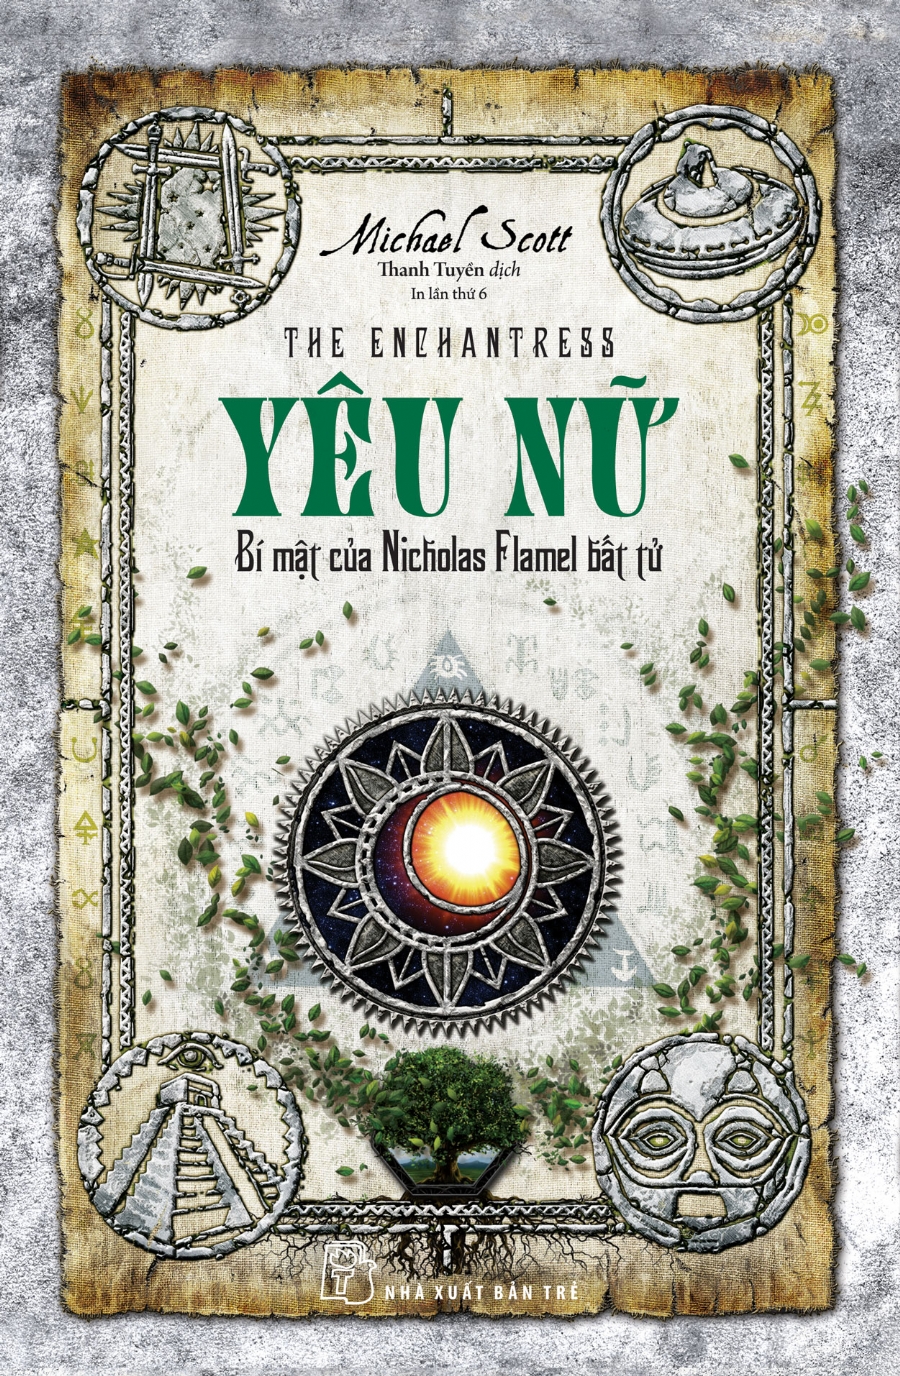 Michael Scott
Thanh Tuyền dịch
In lần thứ 6
THE ENCHANTRESS
YÊU NỮ
Bí mật của Nicholas Flamel bất tử
NHÀ XUẤT BẢN TRẺ